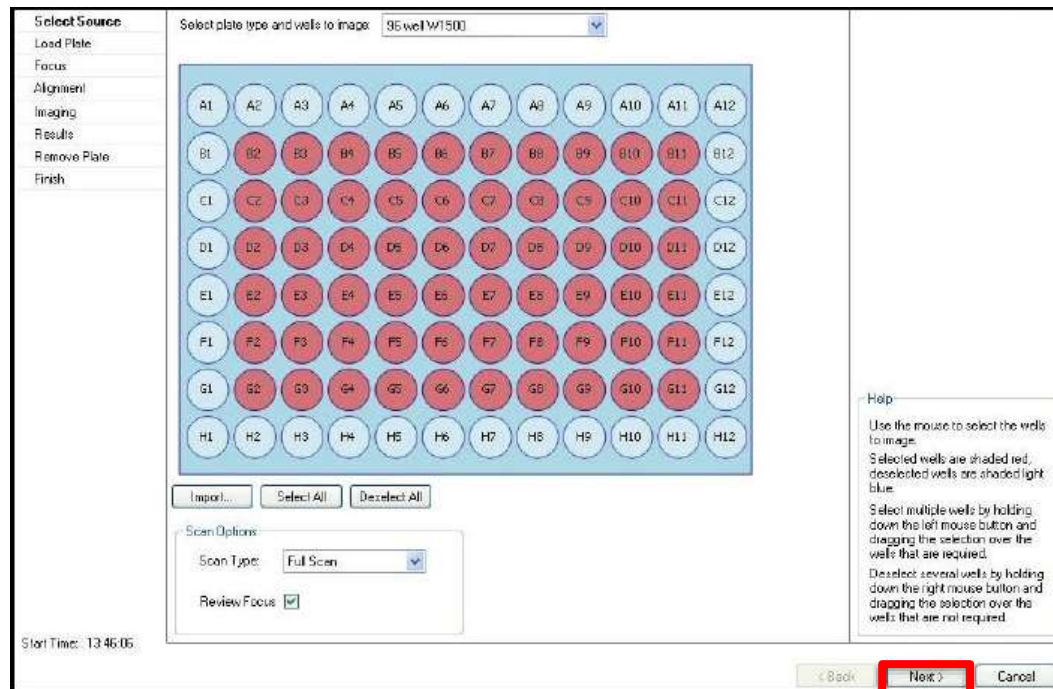 Select Source
Load Plate
Focus
Alignment
Imaging
Results
Remove Plate
Finish
Select plate type and wells to image: 96 well W1500
A1 A2 A3 A4 A5 A6 A7 A8 A9 A10 A11 A12
B1 B2 B3 B4 B5 B6 B7 B8 B9 B10 B11 B12
C1 C2 C3 C4 C5 C6 C7 C8 C9 C10 C11 C12
D1 D2 D3 D4 D5 D6 D7 D8 D9 D10 D11 D12
E1 E2 E3 E4 E5 E6 E7 E8 E9 E10 E11 E12
F1 F2 F3 F4 F5 F6 F7 F8 F9 F10 F11 F12
G1 G2 G3 G4 G5 G6 G7 G8 G9 G10 G11 G12
H1 H2 H3 H4 H5 H6 H7 H8 H9 H10 H11 H12
Import... Select All Deselect All
Scan Options
Scan Type: Full Scan
Review Focus
Help
Use the mouse to select the wells
to image.
Selected wells are shaded red,
deselected wells are shaded light
blue.
Select multiple wells by holding
down the left mouse button and
dragging the selection over the
wells that are required.
Deselect several wells by holding
down the right mouse button and
dragging the selection over the
wells that are not required.
Start Time: 13:46:06
< Back Next > Cancel